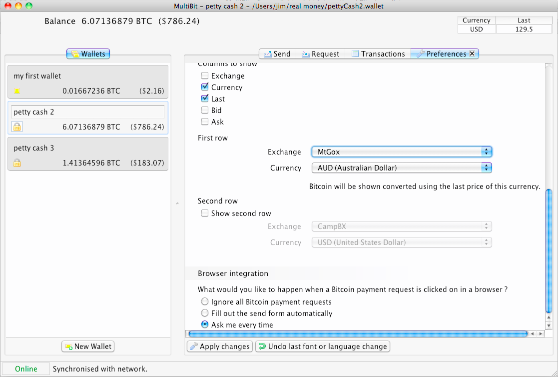 MultiBit - petty cash 2 - /Users/jim/real money/pettyCash2.wallet
Balance 6.07136879 BTC ($786.24)
Currency Last
USD 129.5
Wallets
Send Request Transactions Preferences ×
my first wallet
0.01667236 BTC ($2.16)
petty cash 2
6.07136879 BTC ($786.24)
petty cash 3
1.41364596 BTC ($183.07)
Columns to show
Exchange
Currency
Last
Bid
Ask
First row
Exchange MtGox
Currency AUD (Australian Dollar)
Bitcoin will be shown converted using the last price of this currency.
Second row
Show second row
Exchange CampBX
Currency USD (United States Dollar)
Browser integration
What would you like to happen when a Bitcoin payment request is clicked on in a browser ?
Ignore all Bitcoin payment requests
Fill out the send form automatically
Ask me every time
New Wallet
Apply changes Undo last font or language change
Online Synchronised with network.